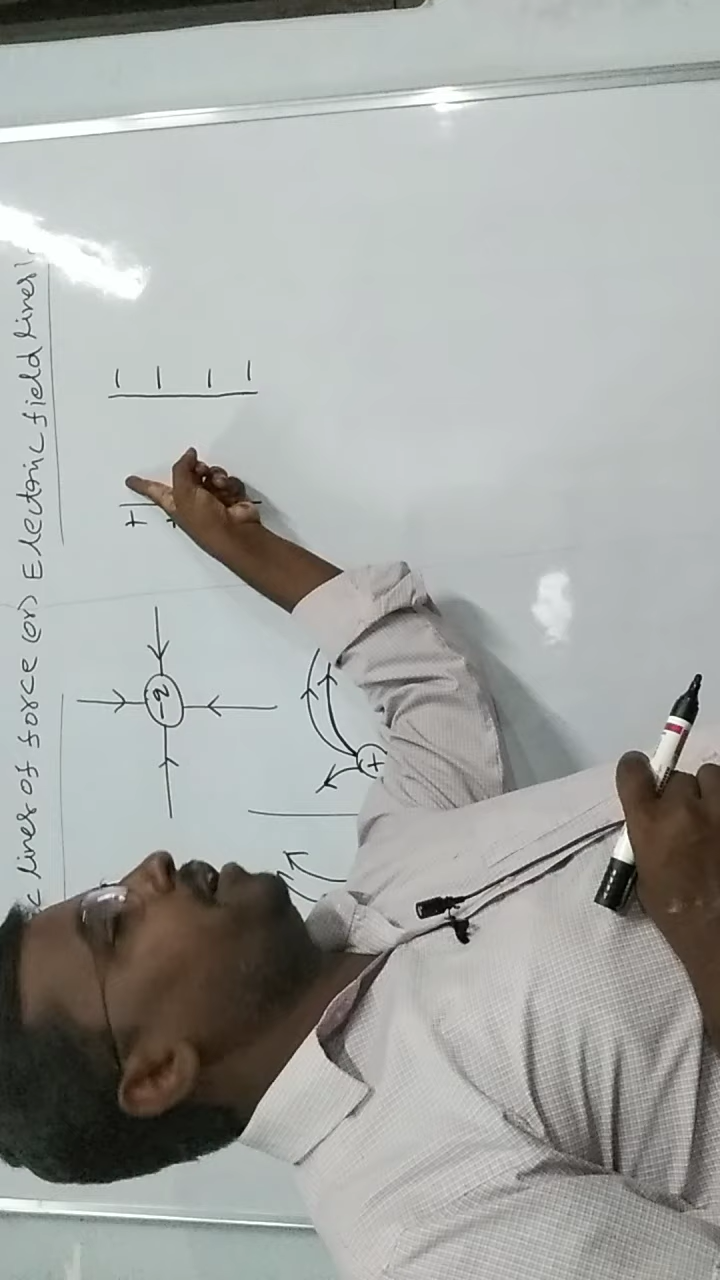 lines of force (or) Electric field lines
-q
+
+
- - - -